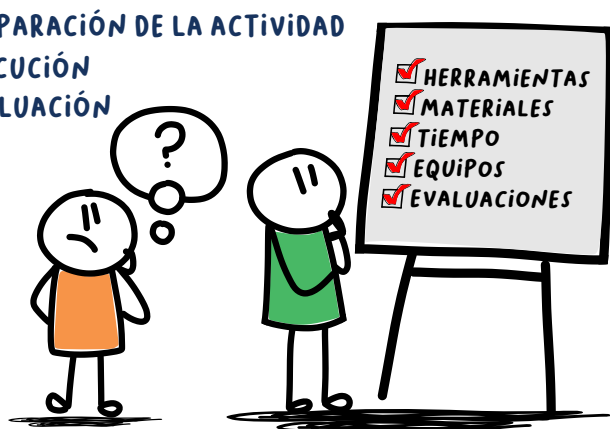 PARACIÓN DE LA ACTIVIDAD
CUCIÓN
LUACIÓN
?
HERRAMIENTAS
MATERIALES
TIEMPO
EQUIPOS
EVALUACIONES